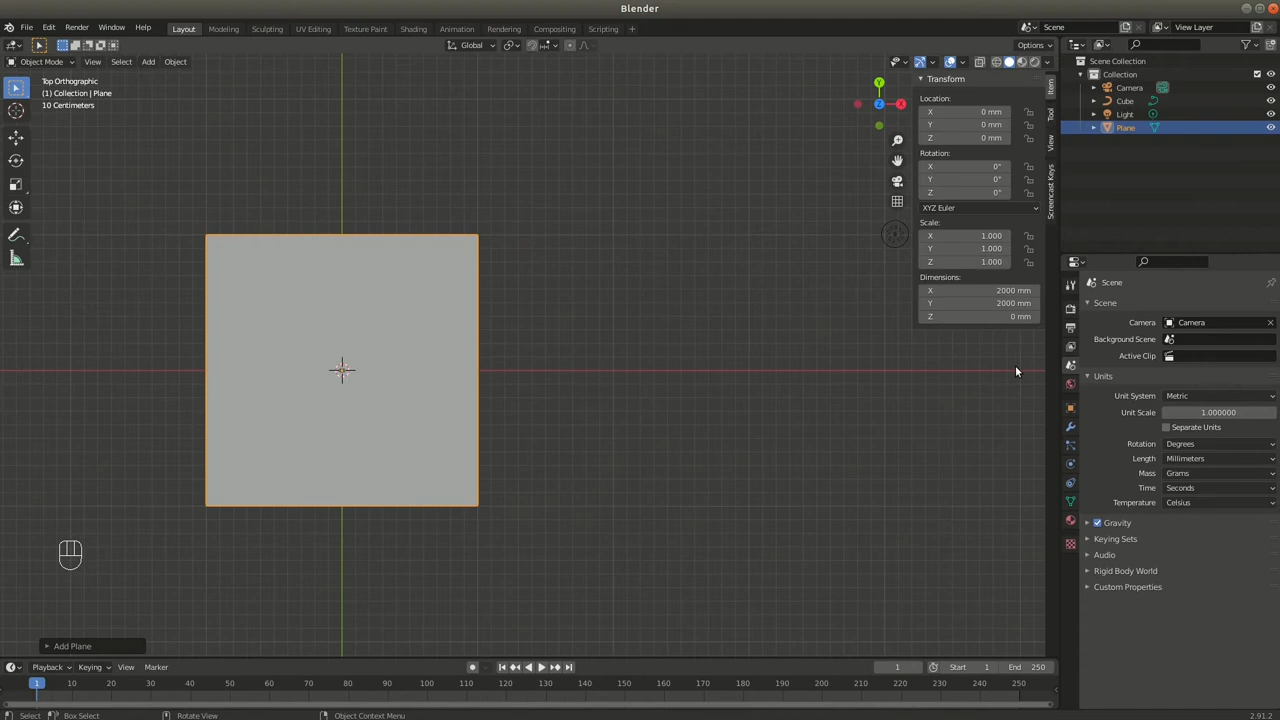 Blender
File Edit Render Window Help Layout Modeling Sculpting UV Editing Texture Paint Shading Animation Rendering Compositing Scripting + Scene View Layer
Global Options
Object Mode View Select Add Object
Top Orthographic
(1) Collection | Plane
10 Centimeters
Y
Z X
Transform
Location:
X 0 mm
Y 0 mm
Z 0 mm
Rotation:
X 0°
Y 0°
Z 0°
XYZ Euler
Scale:
X 1.000
Y 1.000
Z 1.000
Dimensions:
X 2000 mm
Y 2000 mm
Z 0 mm
Item
Tool
View
Screencast Keys
Scene Collection
Collection
Camera
Cube
Light
Plane
Scene
Scene
Camera Camera
Background Scene
Active Clip
Units
Unit System Metric
Unit Scale 1.000000
Separate Units
Rotation Degrees
Length Millimeters
Mass Grams
Time Seconds
Temperature Celsius
Gravity
Keying Sets
Audio
Rigid Body World
Custom Properties
Add Plane
Playback Keying View Marker 1 Start 1 End 250
1 10 20 30 40 50 60 70 80 90 100 110 120 130 140 150 160 170 180 190 200 210 220 230 240 250
Select Box Select Rotate View Object Context Menu 2.91.2